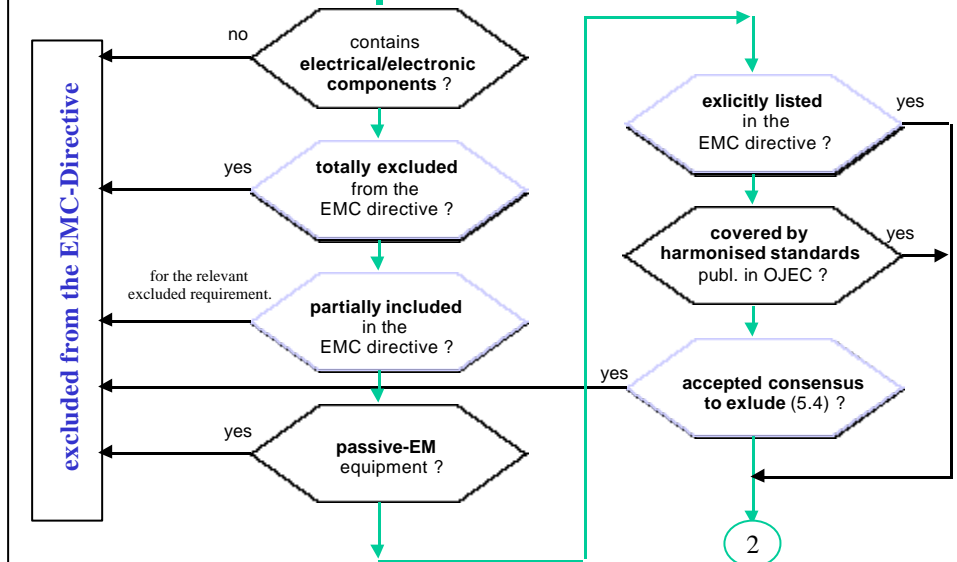 excluded from the EMC-Directive
no
contains
electrical/electronic
components ?
yes
totally excluded
from the
EMC directive ?
for the relevant
excluded requirement.
partially included
in the
EMC directive ?
yes
passive-EM
equipment ?
exlicitly listed
in the
EMC directive ?
yes
covered by
harmonised standards
publ. in OJEC ?
yes
yes
accepted consensus
to exlude (5.4) ?
2